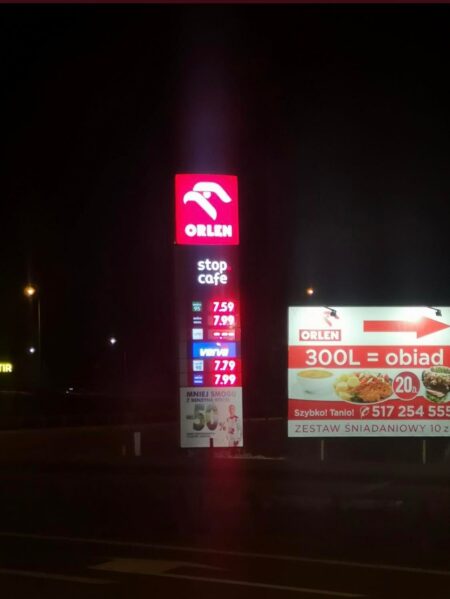 ORLEN
stop
cafe
7.59
7.99
-.--
VERVA
7.79
7.99
MNIEJ SMOGU
50%
TIR
ORLEN
300L = obiad
20zł
Szybko! Tanio! 517 254 555
ZESTAW ŚNIADANIOWY 10 z